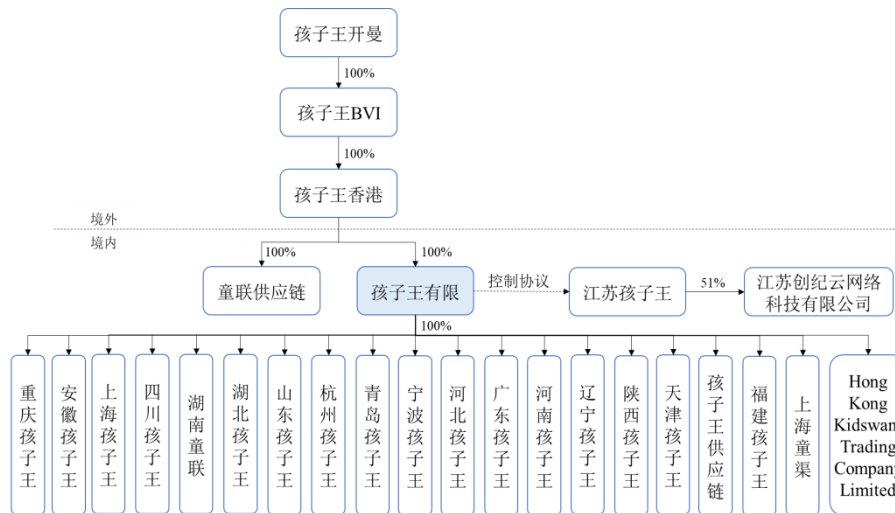 孩子王开曼
100%
孩子王BVI
100%
孩子王香港
境外
境内
100%
100%
童联供应链
孩子王有限
控制协议
江苏孩子王
51%
江苏创纪云网络
科技有限公司
100%
重庆孩子王
安徽孩子王
上海孩子王
四川孩子王
湖南童联
湖北孩子王
山东孩子王
杭州孩子王
青岛孩子王
宁波孩子王
河北孩子王
广东孩子王
河南孩子王
辽宁孩子王
陕西孩子王
天津孩子王
孩子王供应链
福建孩子王
上海童渠
Hong
Kong
Kidswant
Trading
Company
Limited